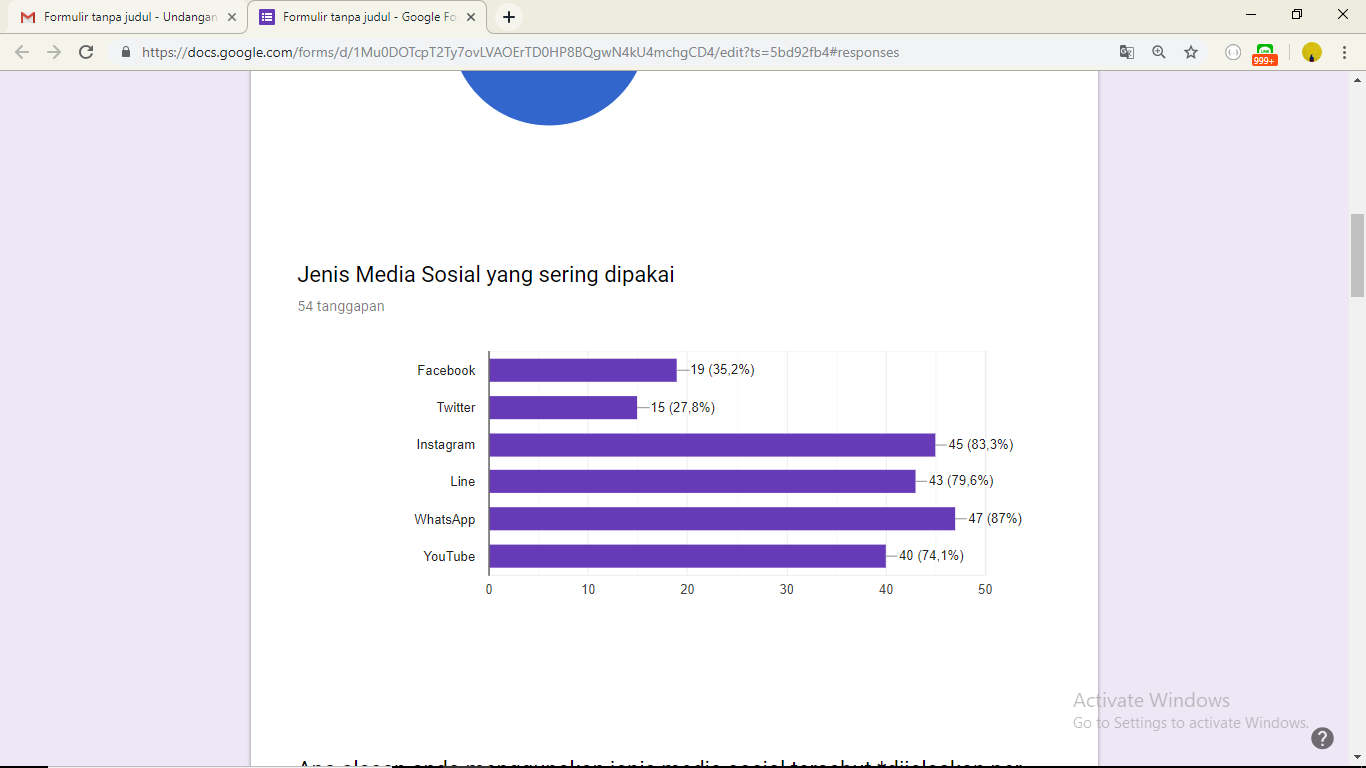 Formulir tanpa judul - Undangan
Formulir tanpa judul - Google Fo
https://docs.google.com/forms/d/1Mu0DOTcpT2Ty7ovLVAOErTD0HP8BQgwN4kU4mchgCD4/edit?ts=5bd92fb4#responses
999+
Jenis Media Sosial yang sering dipakai
54 tanggapan
Facebook 19 (35,2%)
Twitter 15 (27,8%)
Instagram 45 (83,3%)
Line 43 (79,6%)
WhatsApp 47 (87%)
YouTube 40 (74,1%)
0 10 20 30 40 50
Activate Windows
Go to Settings to activate Windows.
?